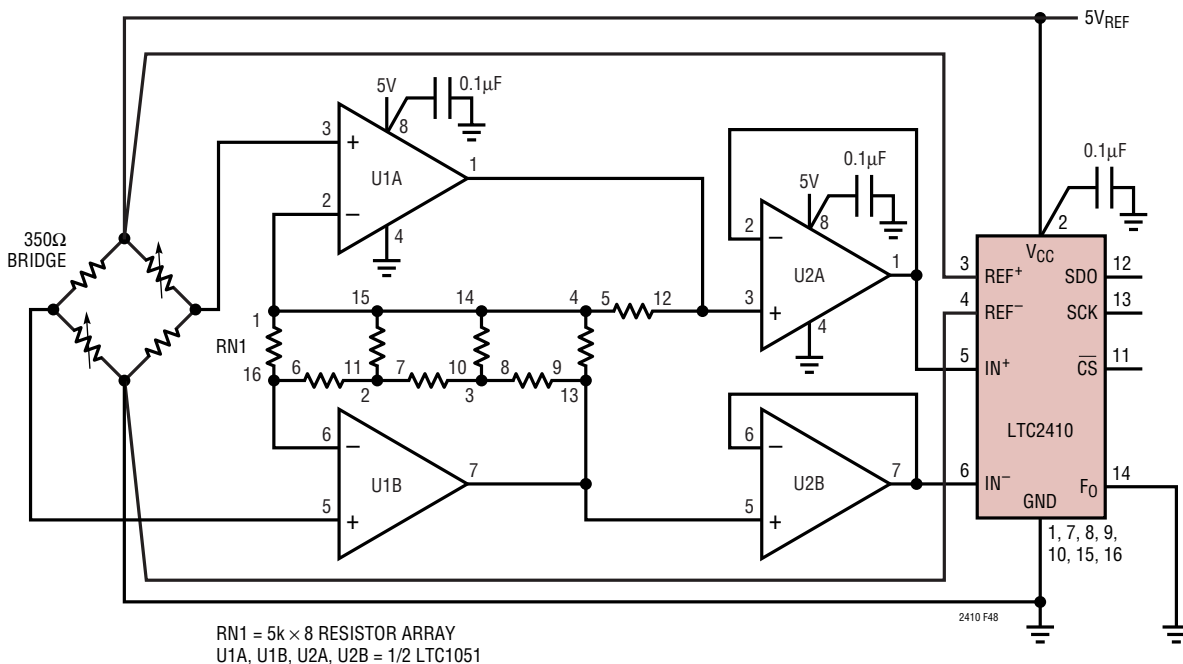 5V_REF
5V
0.1µF
8
3
+
U1A
1
2
−
4
0.1µF
5V
8
2
−
U2A
1
3
+
4
0.1µF
2
V_CC
350Ω
BRIDGE
3
REF⁺
SDO
12
4
REF⁻
SCK
13
5
IN⁺
C̅S̅
11
LTC2410
6
IN⁻
F_O
14
GND
1, 7, 8, 9,
10, 15, 16
1
15
14
4
5
12
RN1
16
6
11
7
10
8
9
2
3
13
6
−
U1B
7
5
+
6
−
U2B
7
5
+
2410 F48
RN1 = 5k × 8 RESISTOR ARRAY
U1A, U1B, U2A, U2B = 1/2 LTC1051